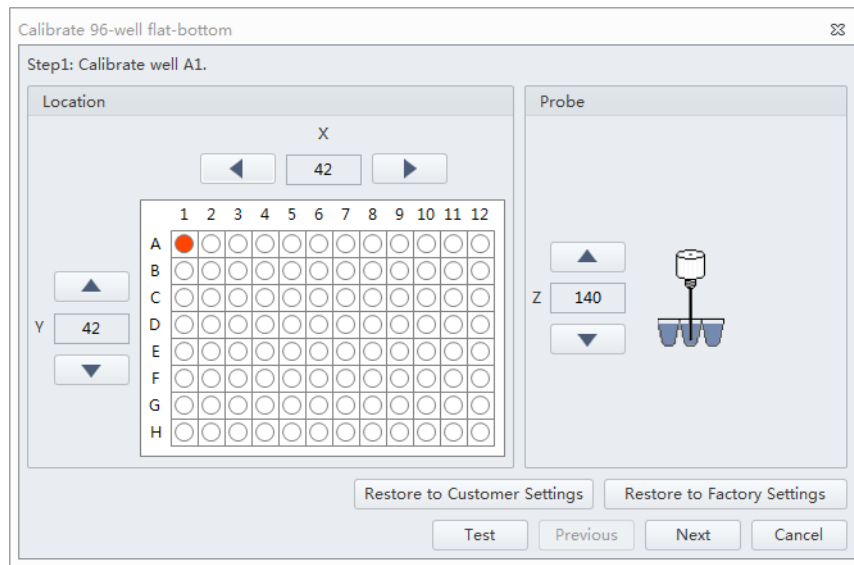 Calibrate 96-well flat-bottom
Step1: Calibrate well A1.
Location
Probe
X
42
1 2 3 4 5 6 7 8 9 10 11 12
A
B
C
D
E
F
G
H
Y 42
Z 140
Restore to Customer Settings Restore to Factory Settings
Test Previous Next Cancel